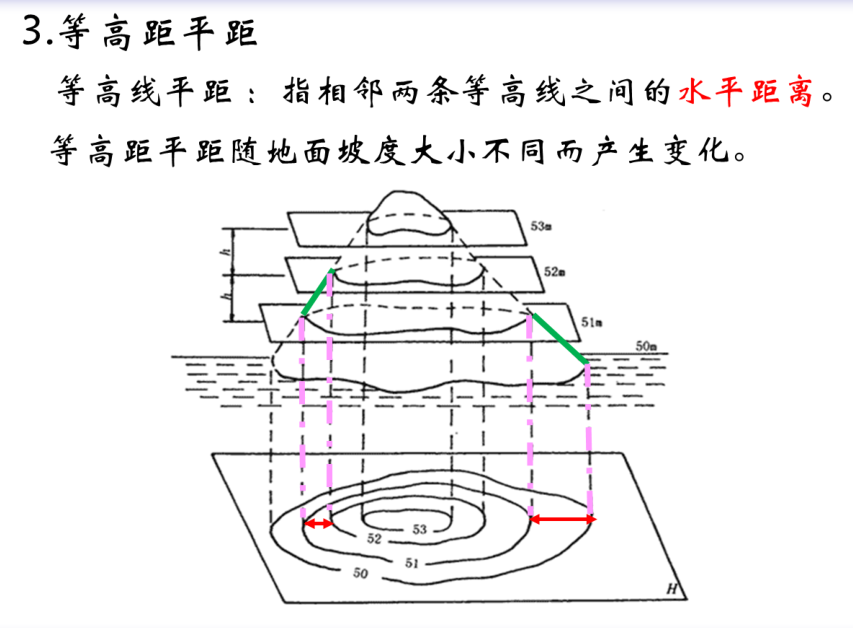 3.等高距平距
等高线平距：指相邻两条等高线之间的水平距离。
等高距平距随地面坡度大小不同而产生变化。
53m
h
52m
h
51m
50m
53
52
51
50
H